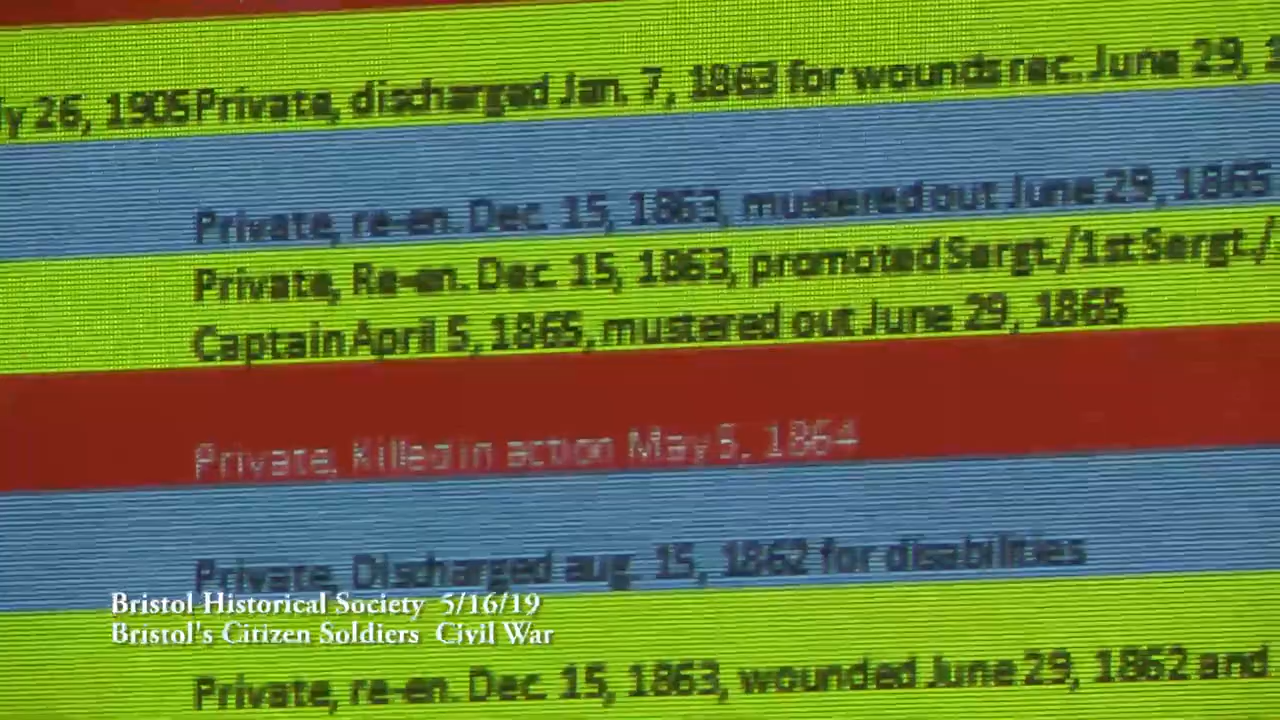 y 26, 1905 Private, discharged Jan. 7, 1863 for wounds rec. June 29, 1
Private, re-en. Dec. 15, 1863, mustered out June 29, 1865
Private, Re-en. Dec. 15, 1863, promoted Sergt./1st Sergt./
Captain April 5, 1865, mustered out June 29, 1865
Private, Killed in action May 5, 1864
Private, Discharged aug. 15, 1862 for disabilities
Bristol Historical Society 5/16/19
Bristol's Citizen Soldiers Civil War
Private, re-en. Dec. 15, 1863, wounded June 29, 1862 and